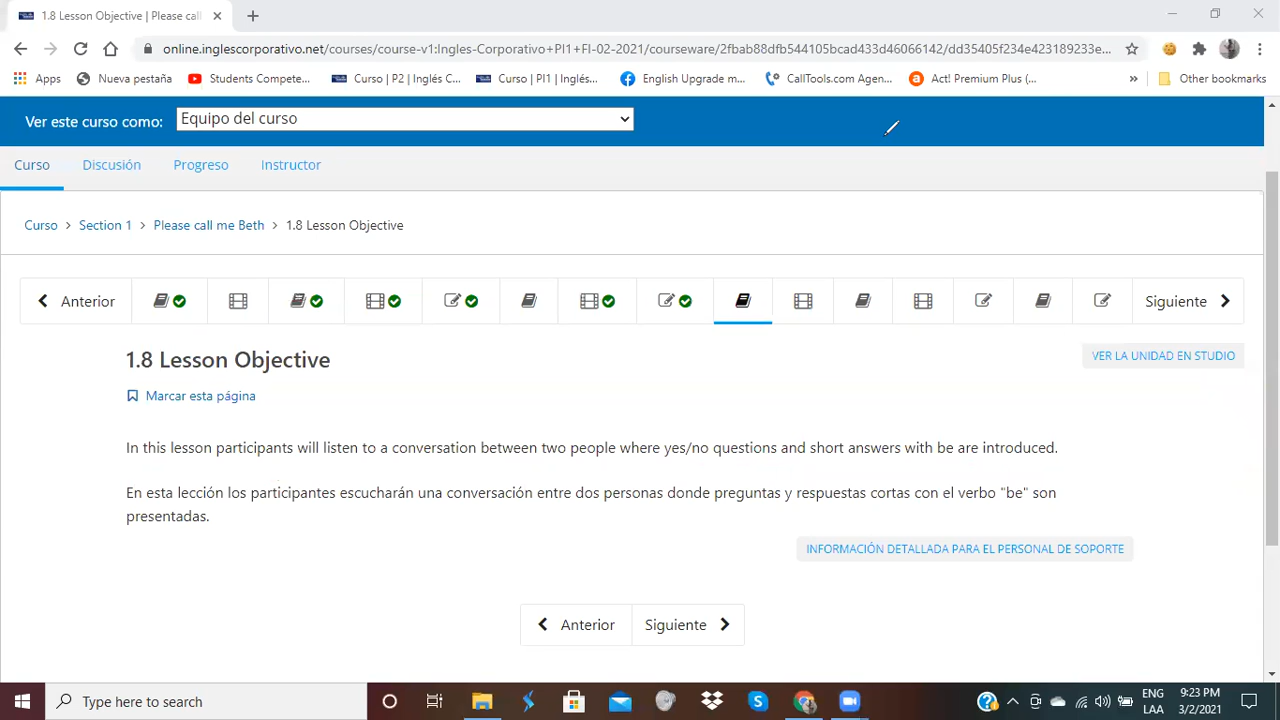 1.8 Lesson Objective | Please call
online.inglescorporativo.net/courses/course-v1:Ingles-Corporativo+PI1+FI-02-2021/courseware/2fbab88dfb544105bcad433d46066142/dd35405f234e423189233e...
Apps Nueva pestaña Students Compete... Curso | P2 | Inglés C... Curso | PI1 | Inglés... English Upgrade m... CallTools.com Agen... Act! Premium Plus (... » Other bookmarks
Ver este curso como: Equipo del curso
Curso Discusión Progreso Instructor
Curso > Section 1 > Please call me Beth > 1.8 Lesson Objective
Anterior Siguiente
1.8 Lesson Objective
VER LA UNIDAD EN STUDIO
Marcar esta página
In this lesson participants will listen to a conversation between two people where yes/no questions and short answers with be are introduced.
En esta lección los participantes escucharán una conversación entre dos personas donde preguntas y respuestas cortas con el verbo "be" son
presentadas.
INFORMACIÓN DETALLADA PARA EL PERSONAL DE SOPORTE
Anterior Siguiente
Type here to search
ENG 9:23 PM
LAA 3/2/2021